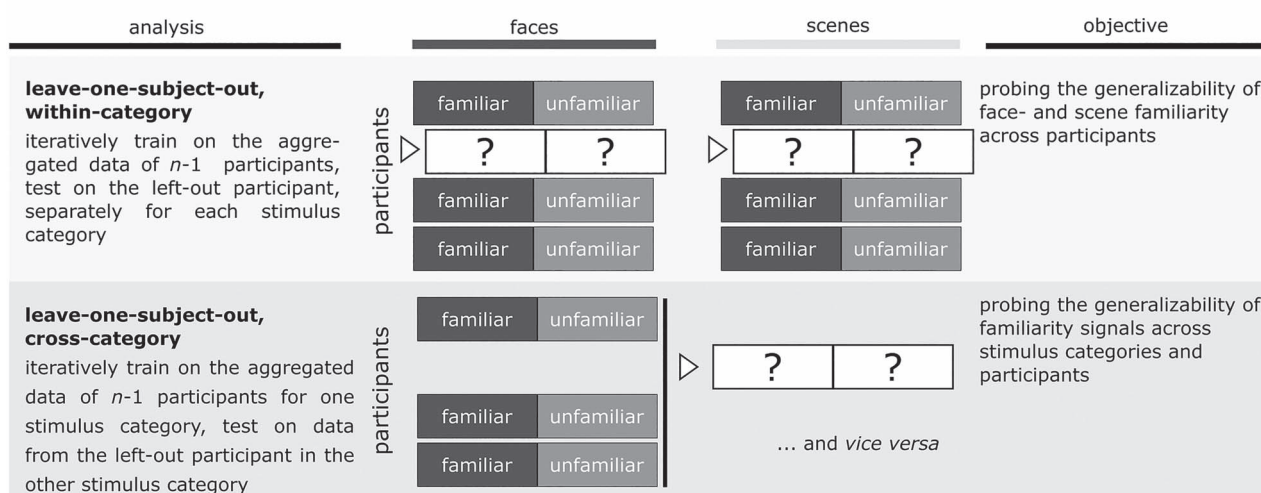 analysis
faces
scenes
objective
leave-one-subject-out,
within-category
iteratively train on the aggre-
gated data of n-1 participants,
test on the left-out participant,
separately for each stimulus
category
participants
familiar unfamiliar
? ?
familiar unfamiliar
familiar unfamiliar
familiar unfamiliar
? ?
familiar unfamiliar
familiar unfamiliar
probing the generalizability of
face- and scene familiarity
across participants
leave-one-subject-out,
cross-category
iteratively train on the aggregated
data of n-1 participants for one
stimulus category, test on data
from the left-out participant in the
other stimulus category
participants
familiar unfamiliar
familiar unfamiliar
familiar unfamiliar
? ?
... and vice versa
probing the generalizability of
familiarity signals across
stimulus categories and
participants